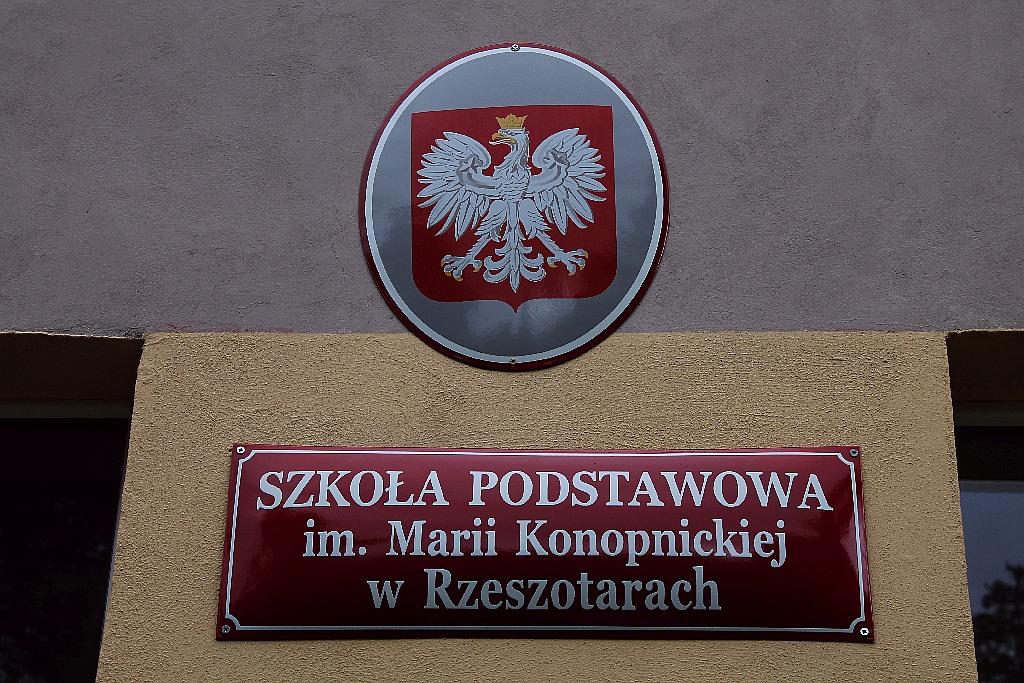 SZKOŁA PODSTAWOWA
im. Marii Konopnickiej
w Rzeszotarach